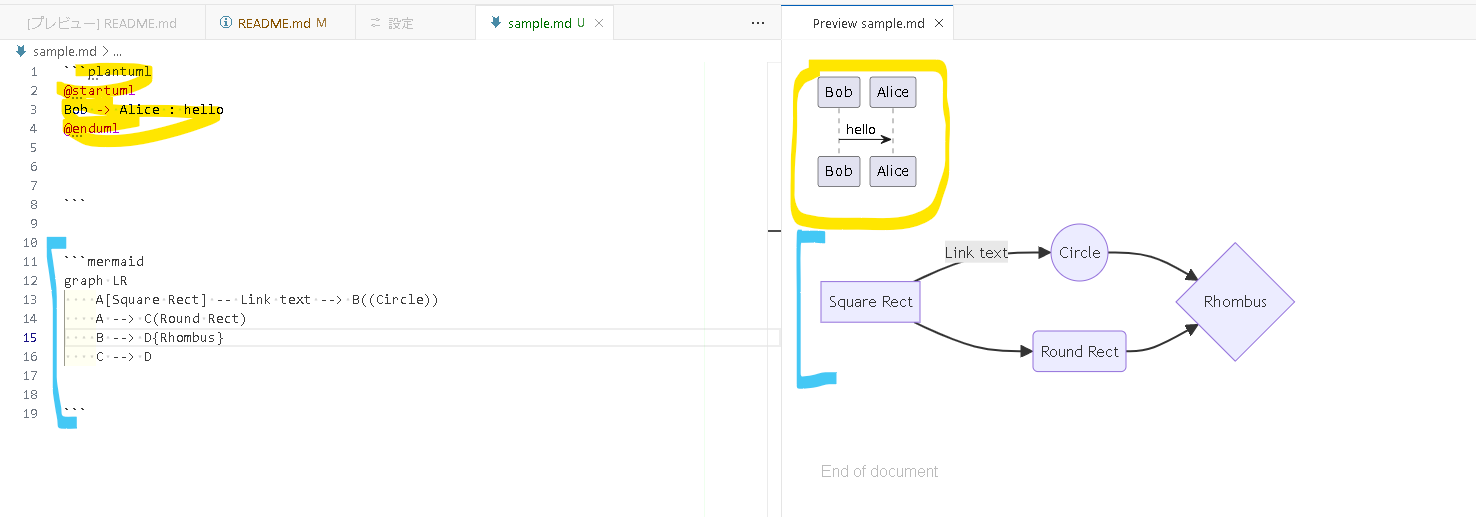 [プレビュー] README.md
README.md M
設定
sample.md U
Preview sample.md
sample.md > ...
1 ```plantuml
2 @startuml
3 Bob -> Alice : hello
4 @enduml
5
6
7
8 ```
9
10
11 ```mermaid
12 graph LR
13 A[Square Rect] -- Link text --> B((Circle))
14 A --> C(Round Rect)
15 B --> D{Rhombus}
16 C --> D
17
18
19 ```
Bob Alice
hello
Bob Alice
Link text
Circle
Square Rect
Rhombus
Round Rect
End of document